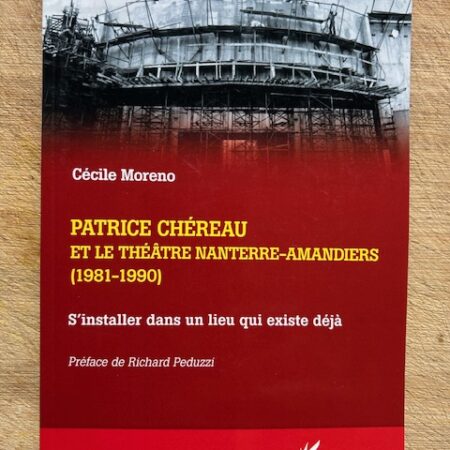 Cécile Moreno
PATRICE CHÉREAU
ET LE THÉÂTRE NANTERRE-AMANDIERS
(1981-1990)
S'installer dans un lieu qui existe déjà
Préface de Richard Peduzzi